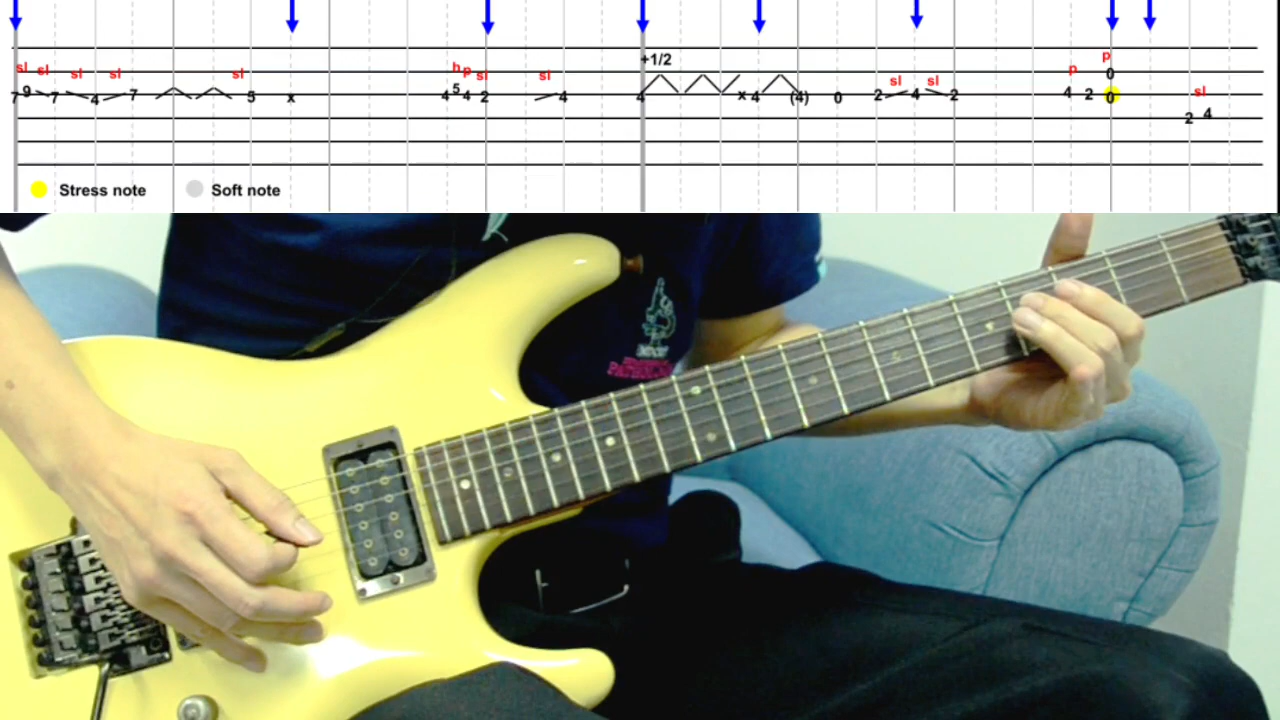 +1/2
h p p p
sl sl sl sl sl sl sl sl sl sl
7 9 7 4 7 5 x 4 5 4 2 4 4 x 4 (4) 0 2 4 2 4 2 0 0
2 4
Stress note Soft note